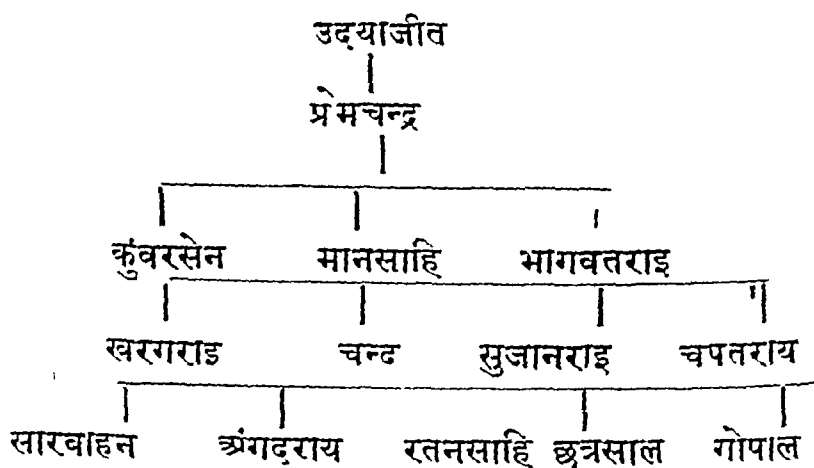 उदयाजीत
प्रेमचन्द्र
कुंवरसेन मानसाहि भागवतराइ
खरगराइ चन्द सुजानराइ चपतराय
सारवाहन अंगदराय रतनसाहि छत्रसाल गोपाल